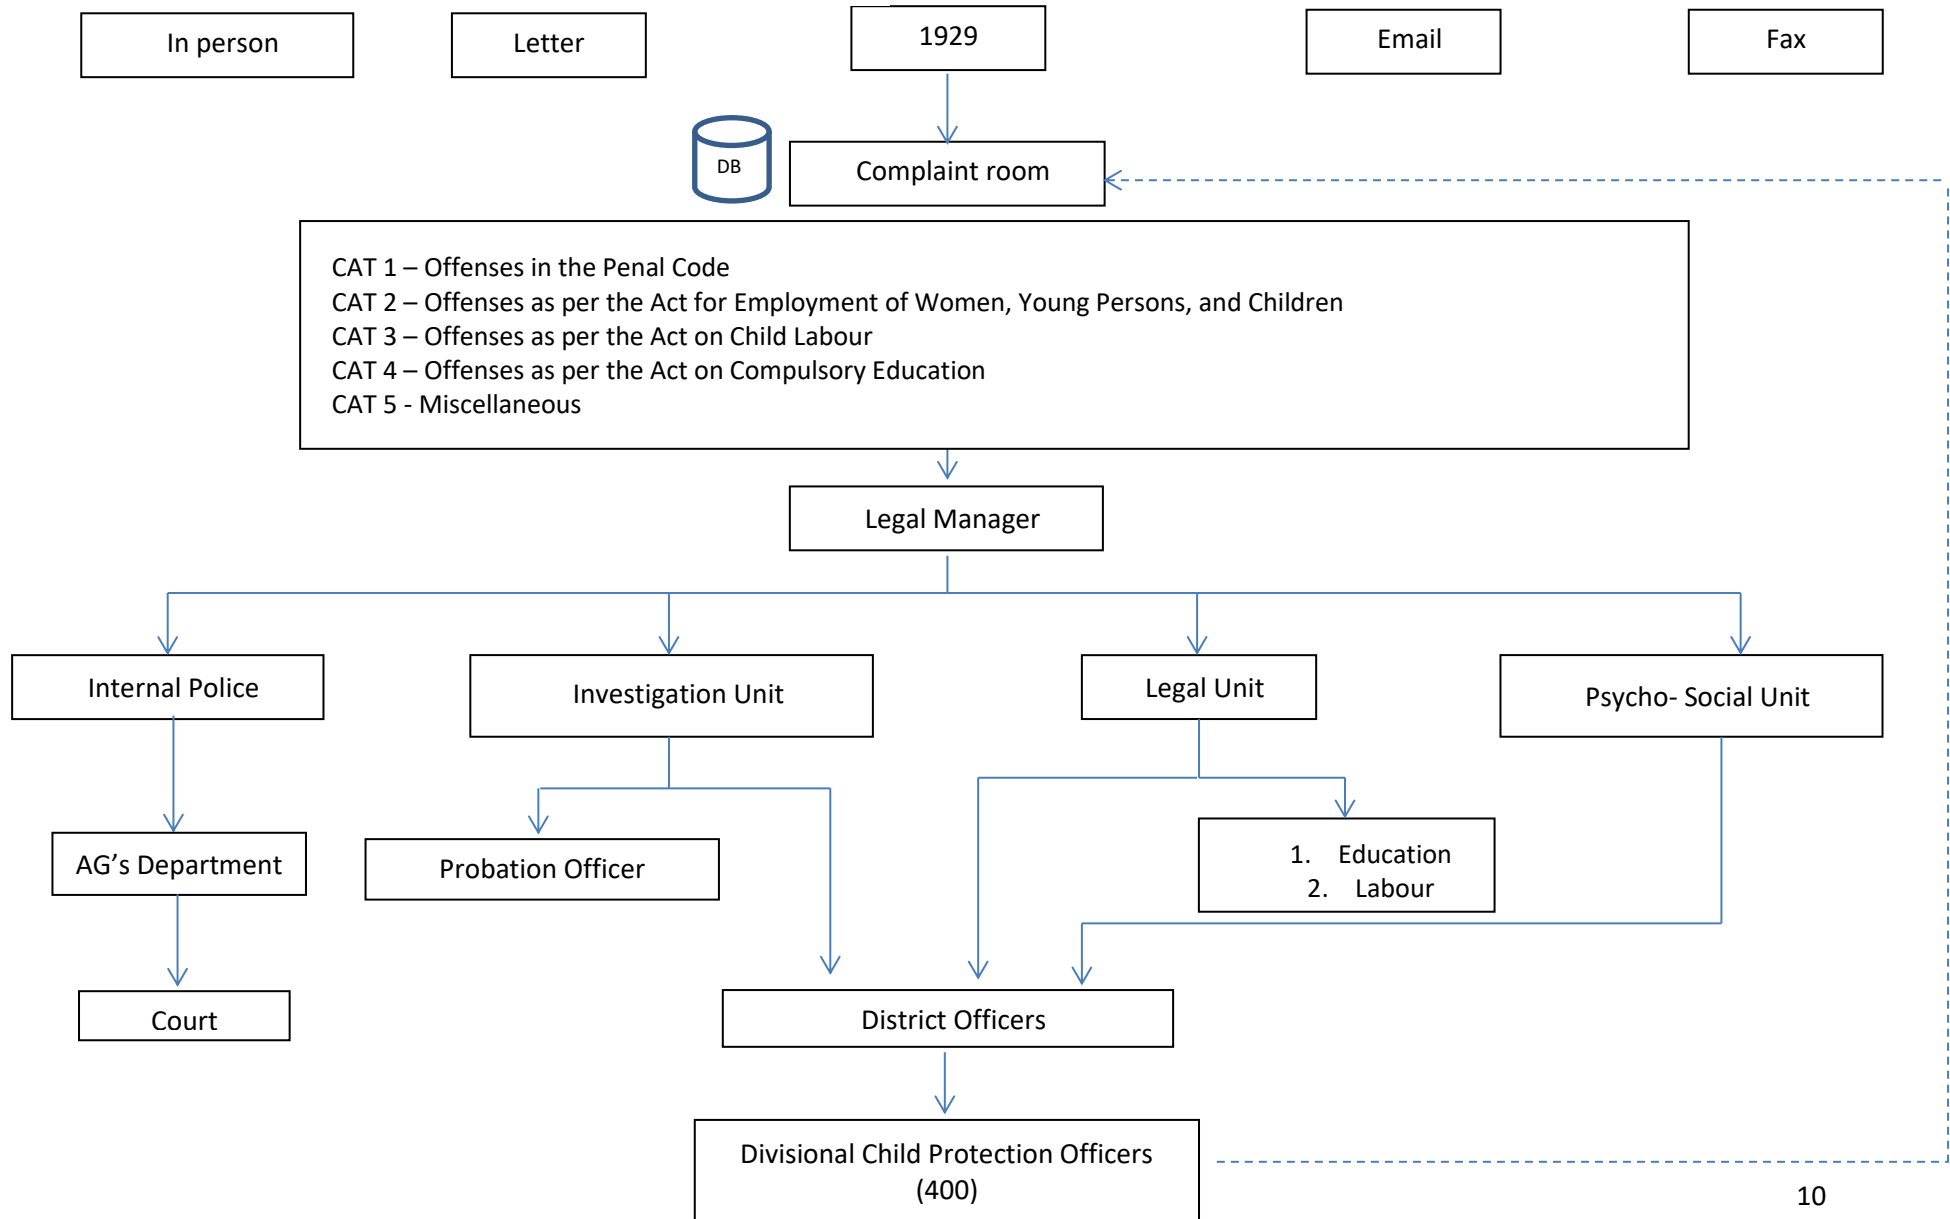 In person
Letter
1929
Email
Fax
DB
Complaint room
CAT 1 – Offenses in the Penal Code
CAT 2 – Offenses as per the Act for Employment of Women, Young Persons, and Children
CAT 3 – Offenses as per the Act on Child Labour
CAT 4 – Offenses as per the Act on Compulsory Education
CAT 5 - Miscellaneous
Legal Manager
Internal Police
Investigation Unit
Legal Unit
Psycho- Social Unit
AG’s Department
Probation Officer
1. Education
2. Labour
Court
District Officers
Divisional Child Protection Officers
(400)
10